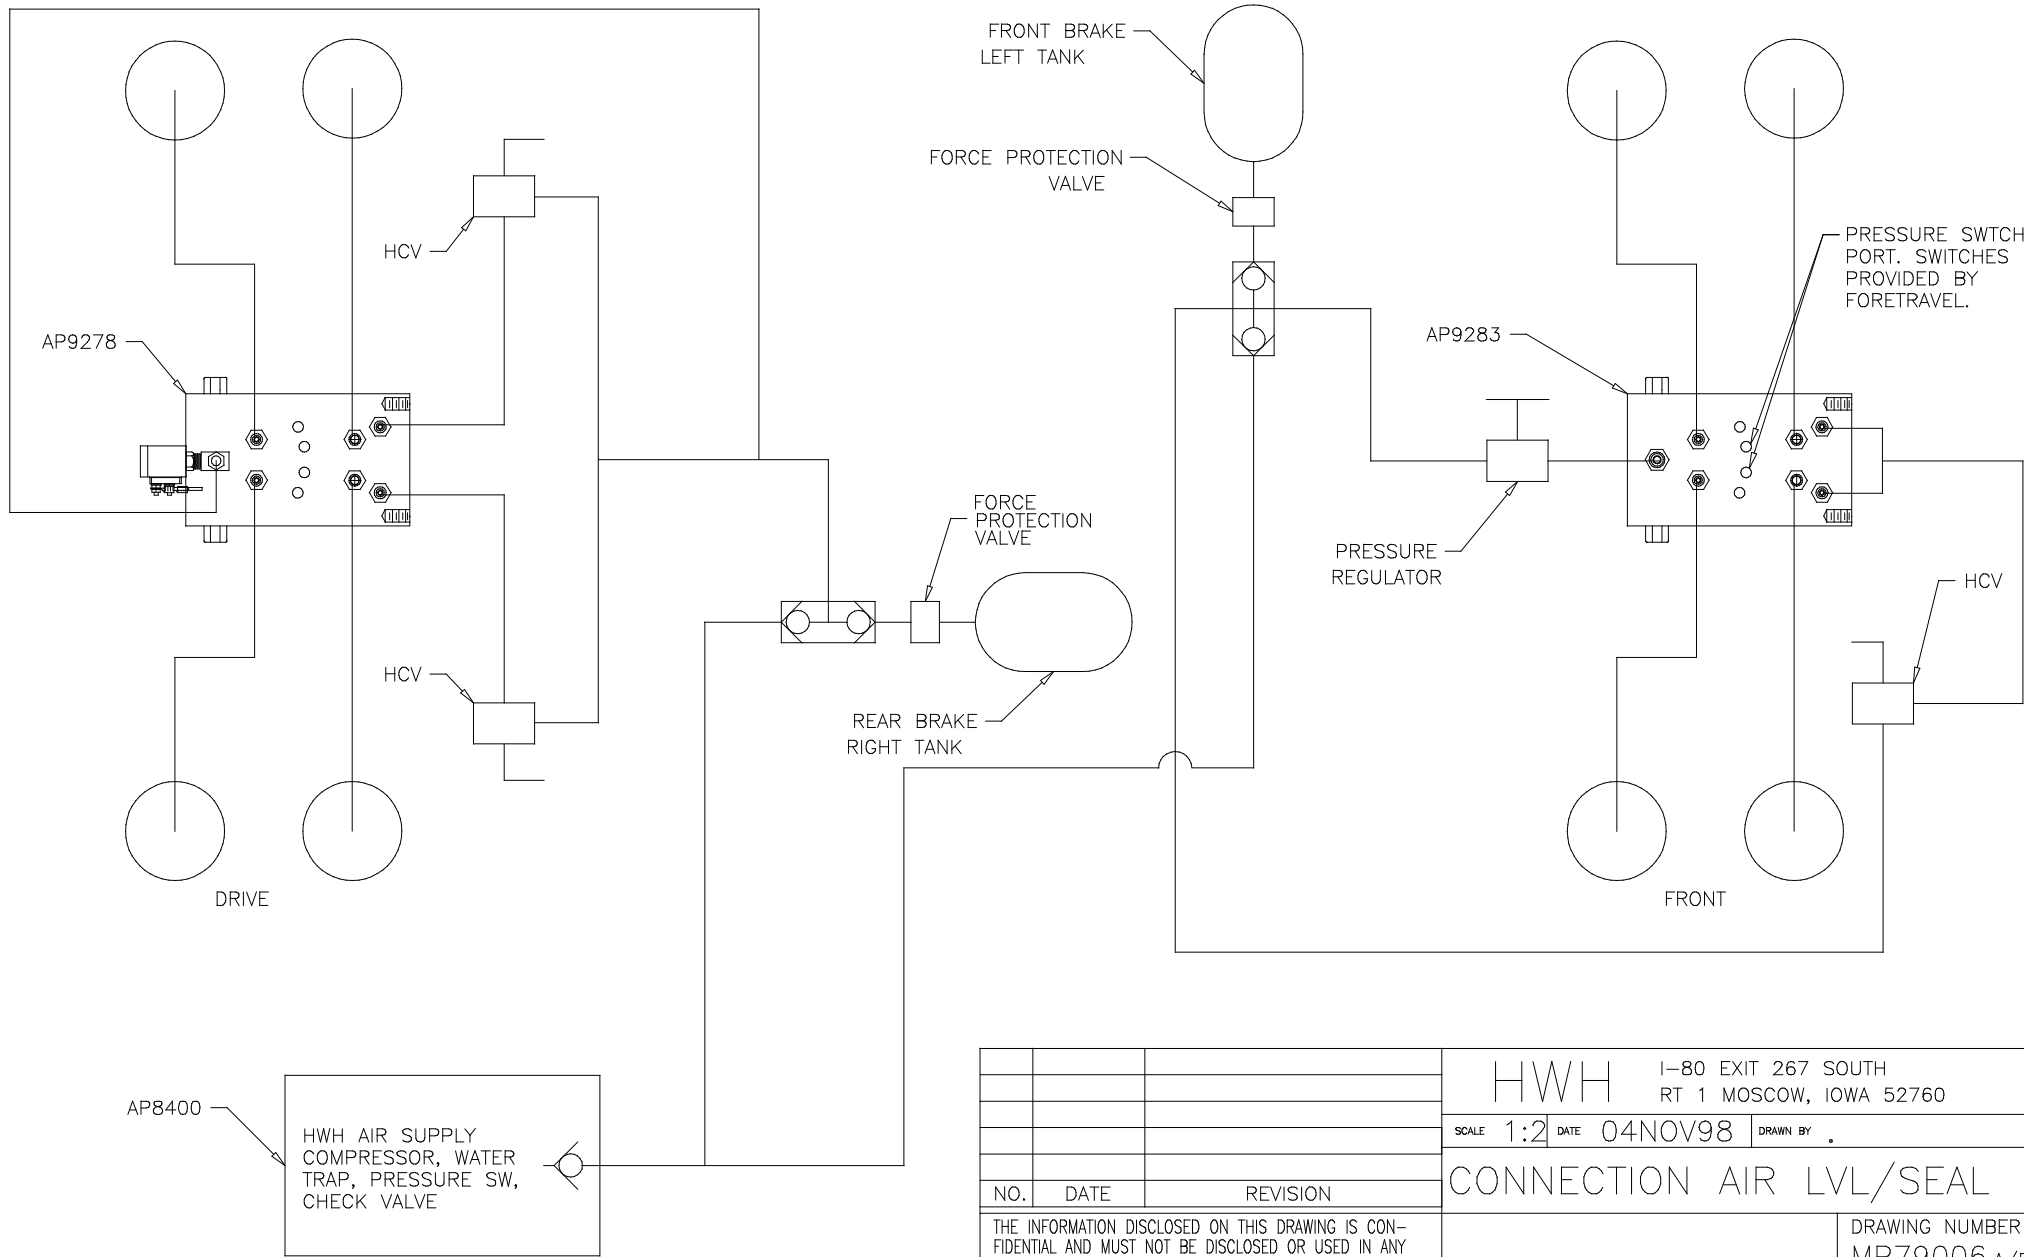 FRONT BRAKE
LEFT TANK
FORCE PROTECTION
VALVE
HCV
PRESSURE SWTCH
PORT. SWITCHES
PROVIDED BY
FORETRAVEL.
AP9278
AP9283
FORCE
PROTECTION
VALVE
PRESSURE
REGULATOR
HCV
HCV
REAR BRAKE
RIGHT TANK
DRIVE
FRONT
AP8400
HWH AIR SUPPLY
COMPRESSOR, WATER
TRAP, PRESSURE SW,
CHECK VALVE
HWH
I-80 EXIT 267 SOUTH
RT 1 MOSCOW, IOWA 52760
SCALE 1:2 DATE 04NOV98 DRAWN BY .
CONNECTION AIR LVL/SEAL
NO. DATE REVISION
THE INFORMATION DISCLOSED ON THIS DRAWING IS CON-
FIDENTIAL AND MUST NOT BE DISCLOSED OR USED IN ANY
DRAWING NUMBER